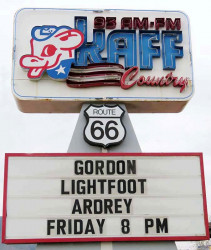 93 AM·FM
KAFF
Country
ROUTE
66
GORDON
LIGHTFOOT
ARDREY
FRIDAY 8 PM